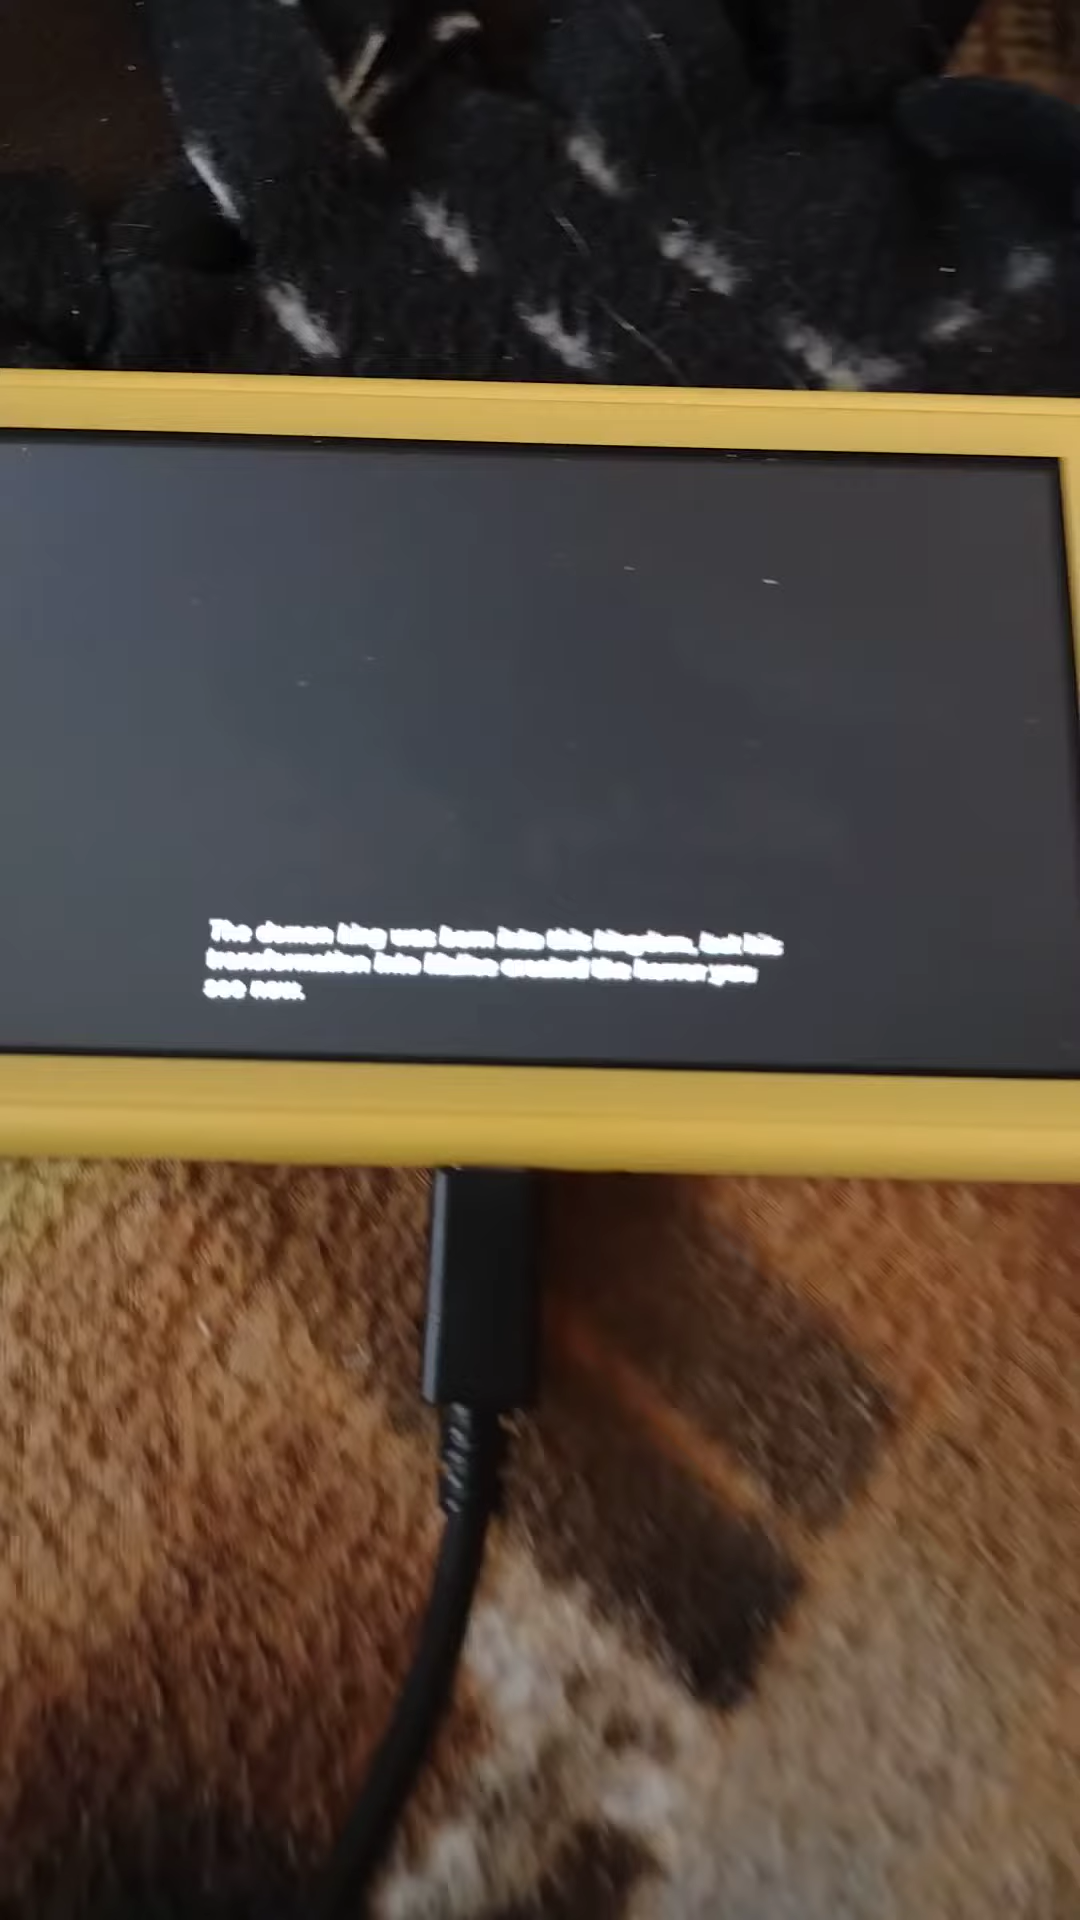 The demon king was born into this kingdom, but his
transformation into Malice created the horror you
see now.